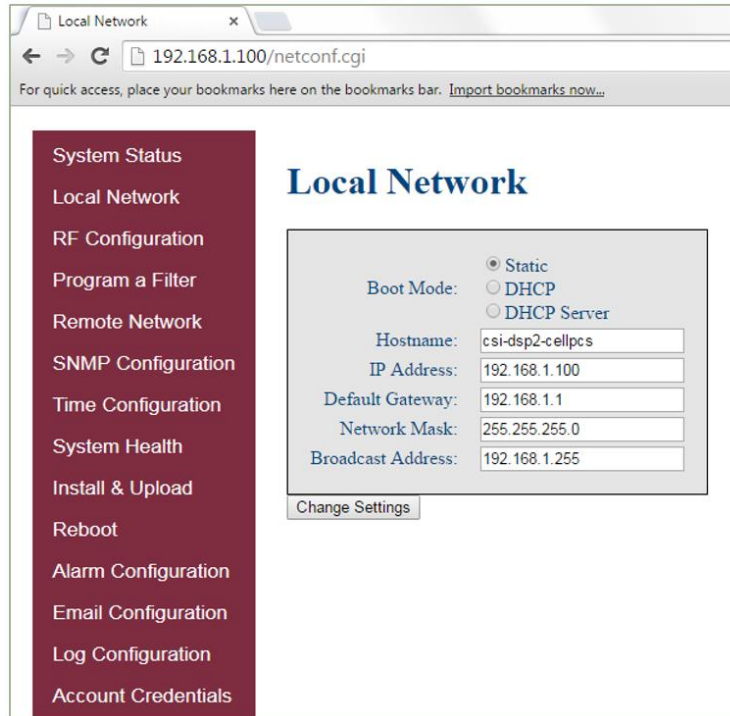 Local Network
192.168.1.100/netconf.cgi
For quick access, place your bookmarks here on the bookmarks bar. Import bookmarks now...
System Status
Local Network
RF Configuration
Program a Filter
Remote Network
SNMP Configuration
Time Configuration
System Health
Install & Upload
Reboot
Alarm Configuration
Email Configuration
Log Configuration
Account Credentials
Local Network
Boot Mode: Static
DHCP
DHCP Server
Hostname: csi-dsp2-cellpcs
IP Address: 192.168.1.100
Default Gateway: 192.168.1.1
Network Mask: 255.255.255.0
Broadcast Address: 192.168.1.255
Change Settings